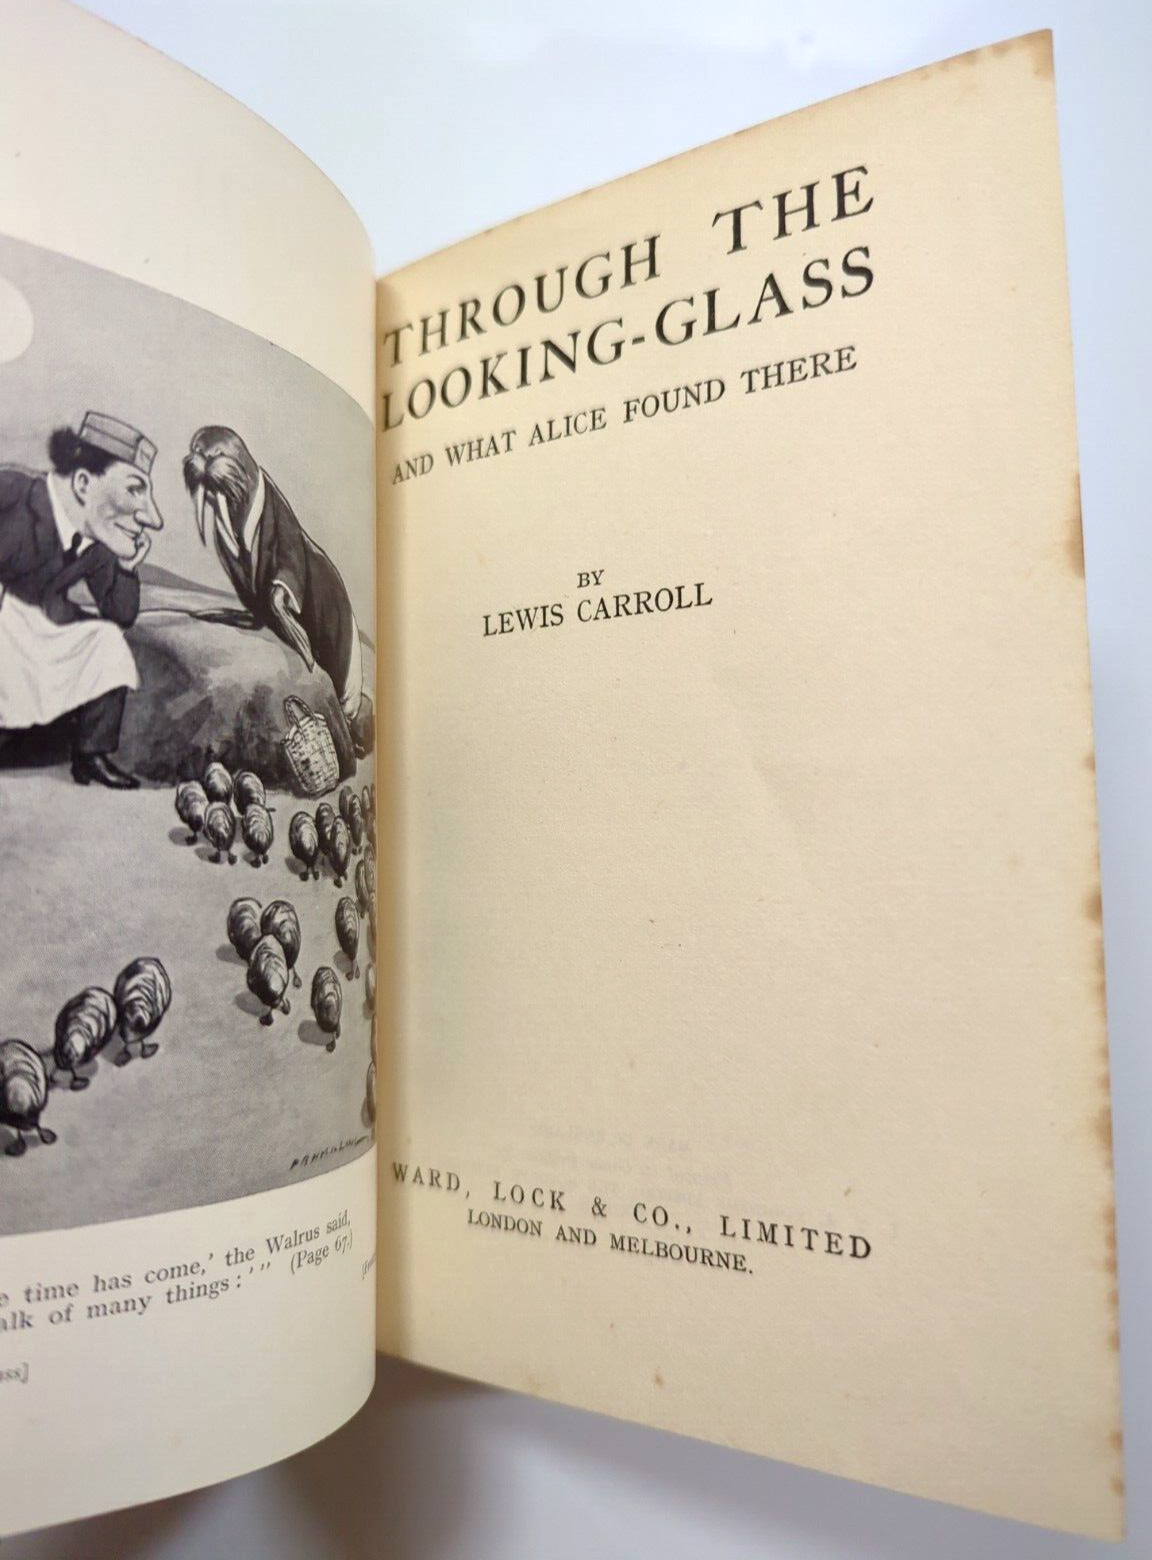 time has come,' the Walrus said,
of many things:'" (Page 67.)
THROUGH THE
LOOKING-GLASS
AND WHAT ALICE FOUND THERE
BY
LEWIS CARROLL
WARD, LOCK & CO., LIMITED
LONDON AND MELBOURNE.